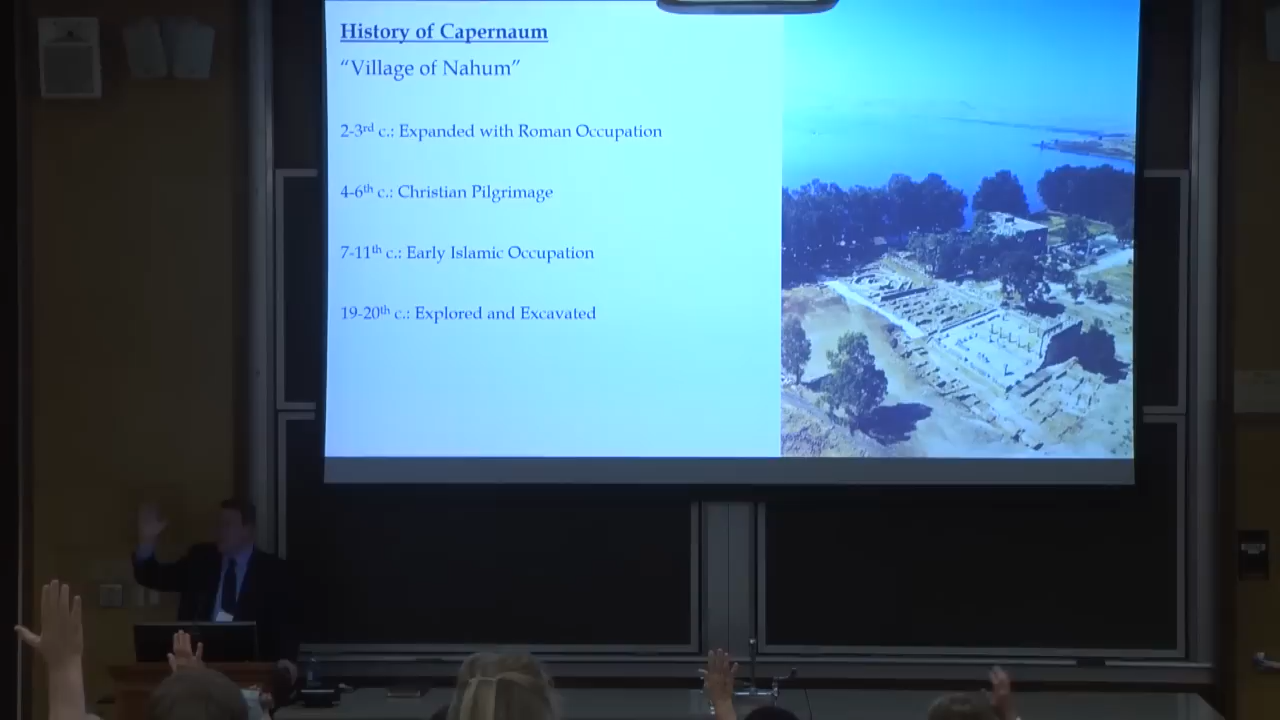 History of Capernaum
“Village of Nahum”
2-3rd c.: Expanded with Roman Occupation
4-6th c.: Christian Pilgrimage
7-11th c.: Early Islamic Occupation
19-20th c.: Explored and Excavated